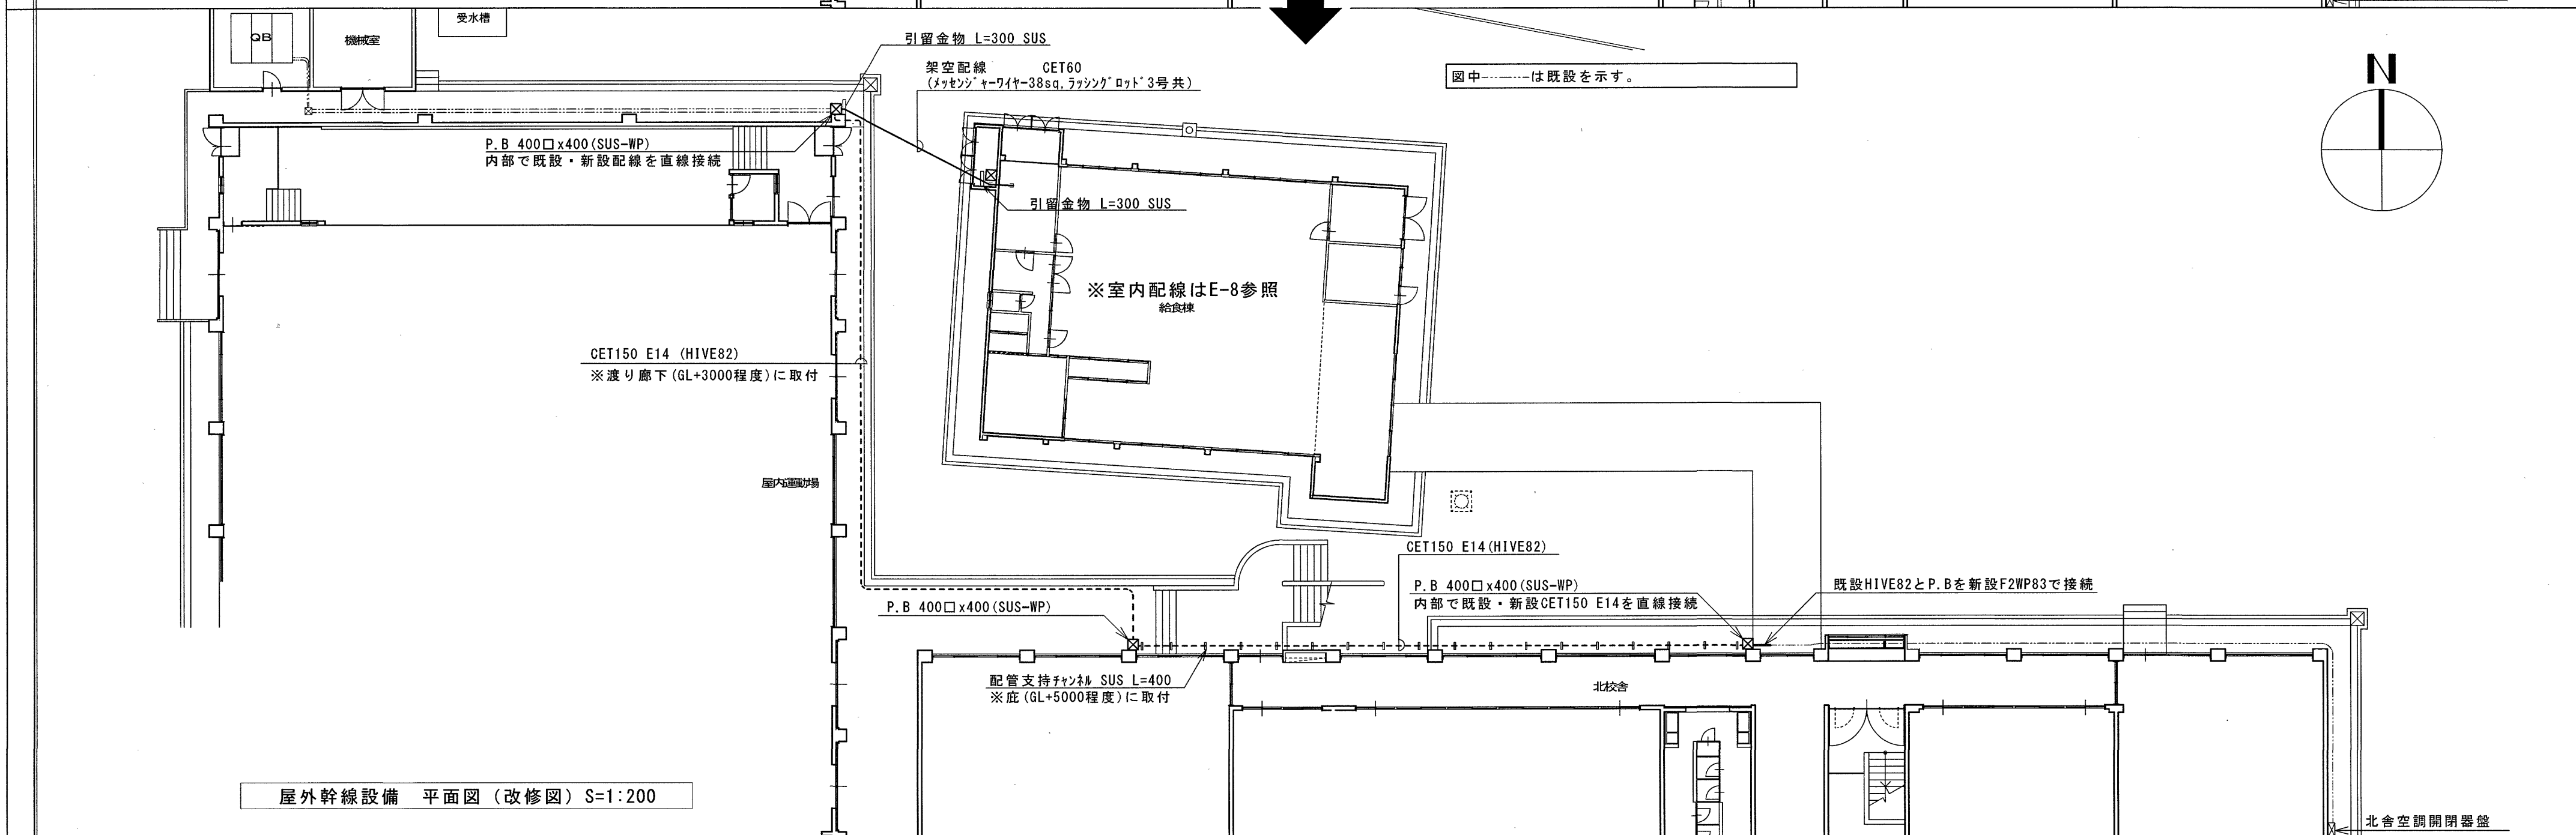 受水槽
QB
機械室
引留金物 L=300 SUS
架空配線 CET60
(ﾒｯｾﾝｼﾞｬｰﾜｲﾔｰ38sq,ﾗｯｼﾝｸﾞﾛｯﾄﾞ3号共)
図中-----------は既設を示す。
N
P.B 400□x400(SUS-WP)
内部で既設・新設配線を直線接続
引留金物 L=300 SUS
※室内配線はE-8参照
給食棟
CET150 E14 (HIVE82)
※渡り廊下(GL+3000程度)に取付
屋内運動場
CET150 E14(HIVE82)
P.B 400□x400(SUS-WP)
内部で既設・新設CET150 E14を直線接続
既設HIVE82とP.Bを新設F2WP83で接続
P.B 400□x400(SUS-WP)
配管支持ﾁｬﾝﾈﾙ SUS L=400
※庇(GL+5000程度)に取付
北校舎
屋外幹線設備 平面図 (改修図) S=1:200
北舎空調開閉器盤